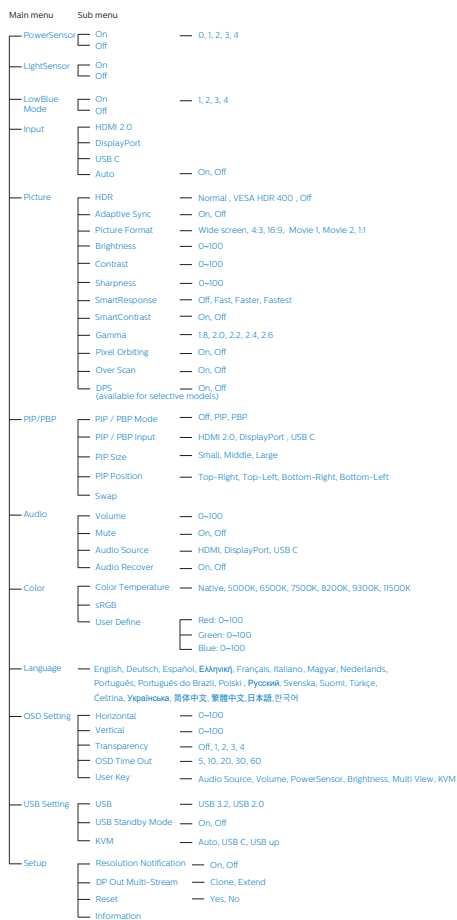 Main menu Sub menu
PowerSensor On 0, 1, 2, 3, 4
Off
LightSensor On
Off
LowBlue Mode On 1, 2, 3, 4
Off
Input HDMI 2.0
DisplayPort
USB C
Auto On, Off
Picture HDR Normal , VESA HDR 400 , Off
Adaptive Sync On, Off
Picture Format Wide screen, 4:3, 16:9, Movie 1, Movie 2, 1:1
Brightness 0~100
Contrast 0~100
Sharpness 0~100
SmartResponse Off, Fast, Faster, Fastest
SmartContrast On, Off
Gamma 1.8, 2.0, 2.2, 2.4, 2.6
Pixel Orbiting On, Off
Over Scan On, Off
DPS On, Off
(available for selective models)
PIP/PBP PIP / PBP Mode Off, PIP, PBP
PIP / PBP Input HDMI 2.0, DisplayPort , USB C
PIP Size Small, Middle, Large
PIP Position Top-Right, Top-Left, Bottom-Right, Bottom-Left
Swap
Audio Volume 0~100
Mute On, Off
Audio Source HDMI, DisplayPort, USB C
Audio Recover On, Off
Color Color Temperature Native, 5000K, 6500K, 7500K, 8200K, 9300K, 11500K
sRGB
User Define Red: 0~100
Green: 0~100
Blue: 0~100
Language English, Deutsch, Español, Ελληνική, Français, Italiano, Magyar, Nederlands,
Português, Português do Brazil, Polski , Русский, Svenska, Suomi, Türkçe,
Čeština, Українська, 简体中文, 繁體中文,日本語,한국어
OSD Setting Horizontal 0~100
Vertical 0~100
Transparency Off, 1, 2, 3, 4
OSD Time Out 5, 10, 20, 30, 60
User Key Audio Source, Volume, PowerSensor, Brightness, Multi View, KVM
USB Setting USB USB 3.2, USB 2.0
USB Standby Mode On, Off
KVM Auto, USB C, USB up
Setup Resolution Notification On, Off
DP Out Multi-Stream Clone, Extend
Reset Yes, No
Information